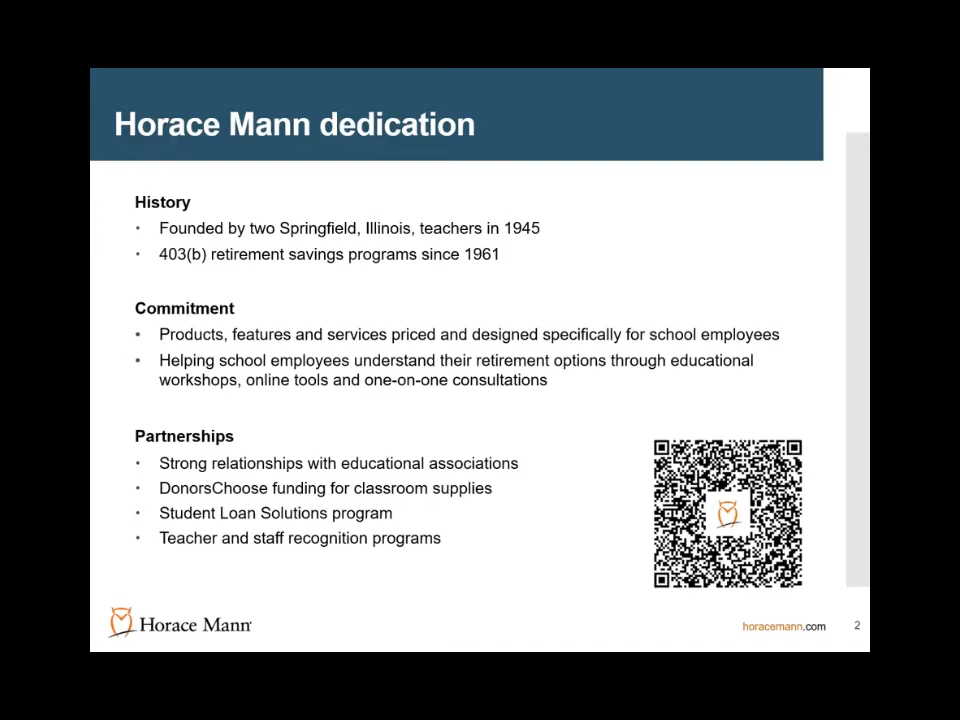 Horace Mann dedication
History
• Founded by two Springfield, Illinois, teachers in 1945
• 403(b) retirement savings programs since 1961
Commitment
• Products, features and services priced and designed specifically for school employees
• Helping school employees understand their retirement options through educational
workshops, online tools and one-on-one consultations
Partnerships
• Strong relationships with educational associations
• DonorsChoose funding for classroom supplies
• Student Loan Solutions program
• Teacher and staff recognition programs
Horace Mann
horacemann.com
2